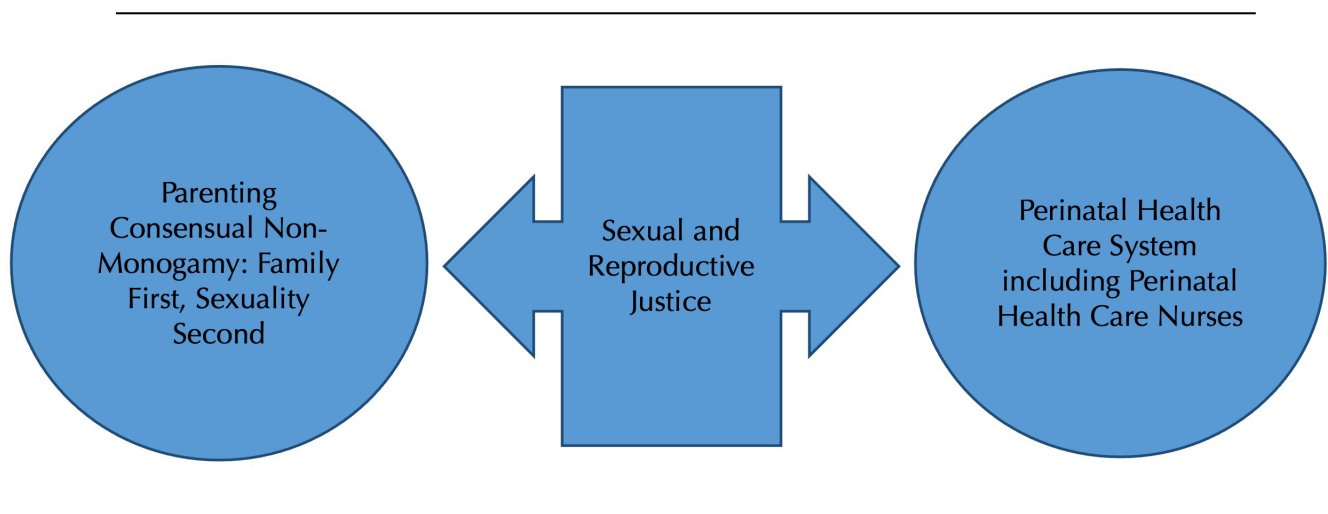 Parenting
Consensual Non-
Monogamy: Family
First, Sexuality
Second
Sexual and
Reproductive
Justice
Perinatal Health
Care System
including Perinatal
Health Care Nurses